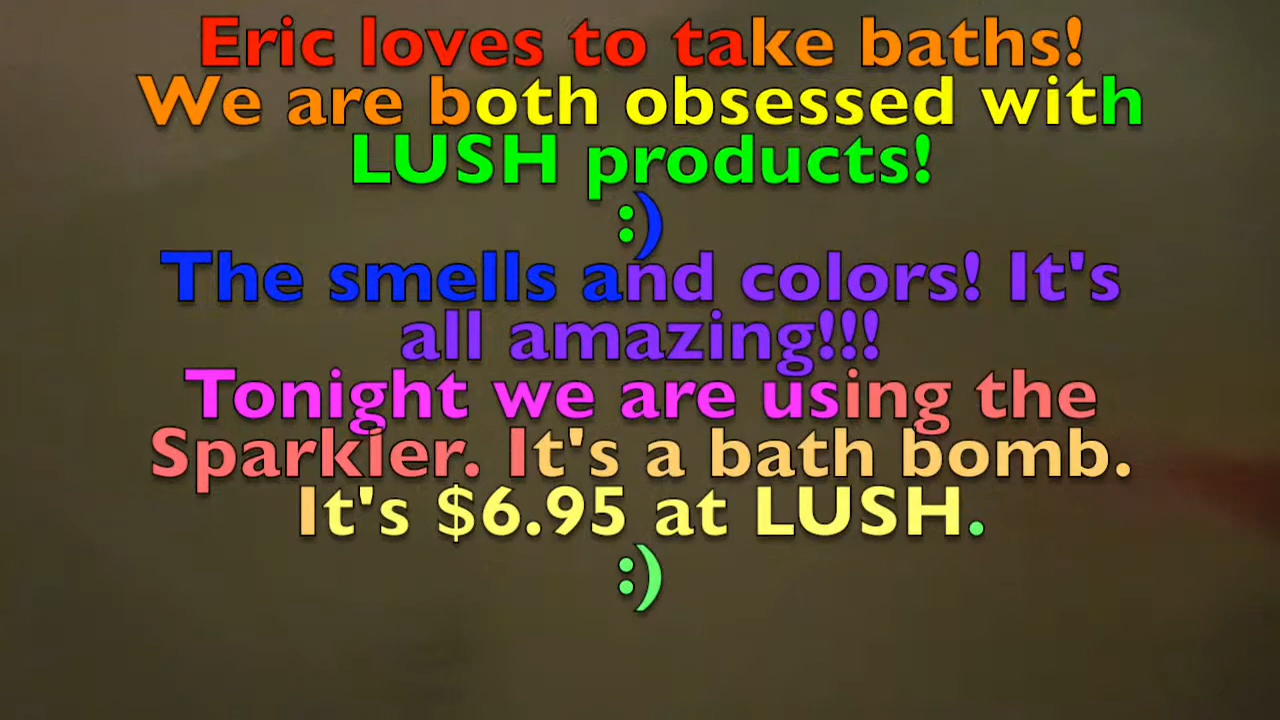 Eric loves to take baths!
We are both obsessed with
LUSH products!
:)
The smells and colors! It's
all amazing!!!
Tonight we are using the
Sparkler. It's a bath bomb.
It's $6.95 at LUSH.
:)